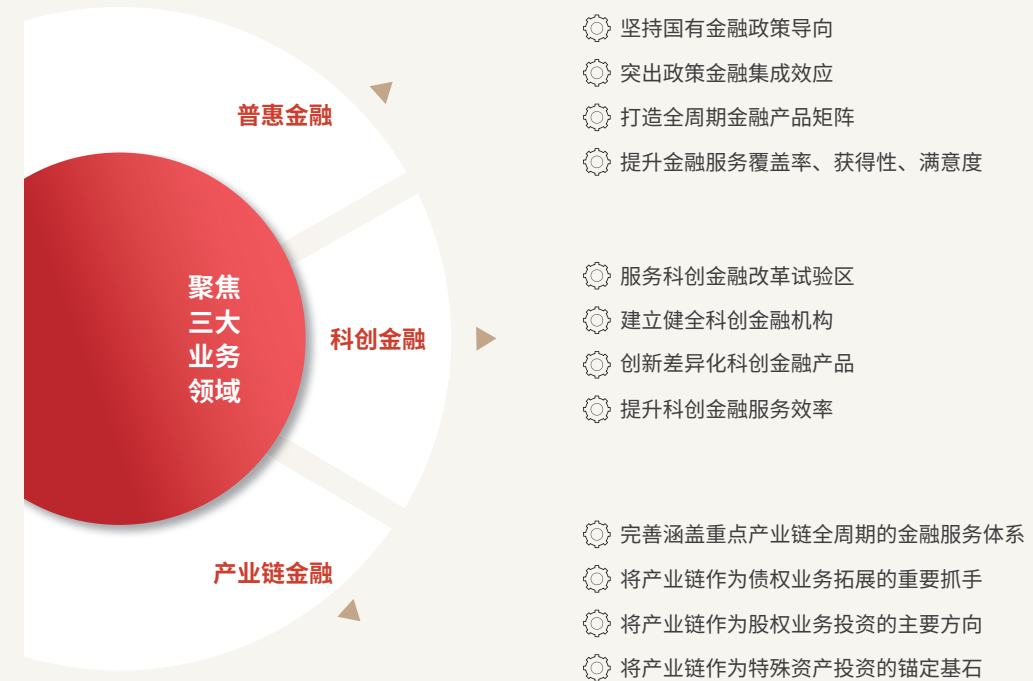 聚焦
三大
业务
领域
普惠金融
坚持国有金融政策导向
突出政策金融集成效应
打造全周期金融产品矩阵
提升金融服务覆盖率、获得性、满意度
科创金融
服务科创金融改革试验区
建立健全科创金融机构
创新差异化科创金融产品
提升科创金融服务效率
产业链金融
完善涵盖重点产业链全周期的金融服务体系
将产业链作为债权业务拓展的重要抓手
将产业链作为股权业务投资的主要方向
将产业链作为特殊资产投资的锚定基石